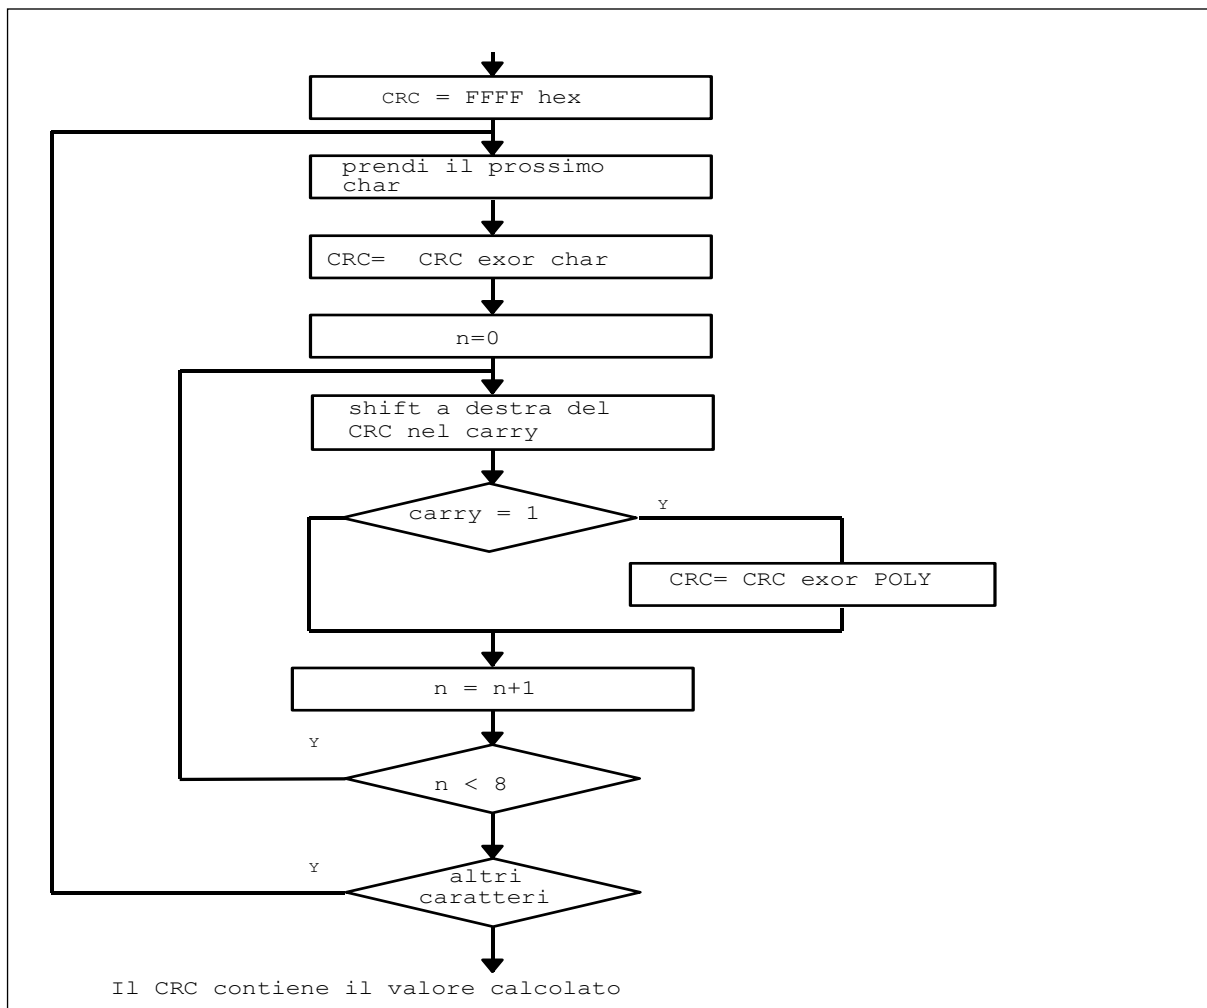 CRC = FFFF hex
prendi il prossimo
char
CRC= CRC exor char
n=0
shift a destra del
CRC nel carry
carry = 1
Y
CRC= CRC exor POLY
n = n+1
Y
n < 8
Y
altri
caratteri
Il CRC contiene il valore calcolato